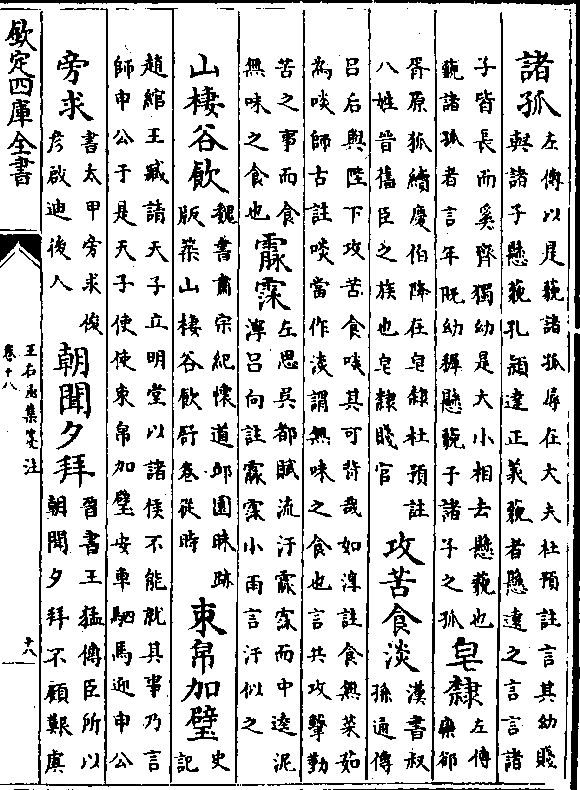 諸孤
左傳以是藐諸孤辱在大夫杜預註言其幼賤
與諸子懸藐孔穎達正義藐者懸遠之言言諸
子皆長而奚齊獨幼是大小相去懸藐也
藐諸孤者言年既幼穉懸藐于諸子之孤
皁隸
左傳
欒郤
胥原狐續慶伯降在皁隸杜預註
八姓晉舊臣之族也皁隸賤官
攻苦食淡
漢書叔
孫通傳
吕后與陛下攻苦食啖其可背哉如淳註食無菜茹
為啖師古註啖當作淡謂無味之食也言共攻擊勤
苦之事而食
無味之食也
霢霂
左思吳都賦流汗霢霂而中逵泥
濘吕向註霢霂小雨言汗似之
山棲谷飲
魏書肅宗紀懷道邱園昧跡
版築山棲谷飲舒卷從時
束帛加璧
史
記
趙綰王臧請天子立明堂以諸侯不能就其事乃言
師申公于是天子使使束帛加璧安車駟馬迎申公
旁求
書太甲旁求俊
彦啟迪後人
朝聞夕拜
晉書王猛傳臣所以
朝聞夕拜不顧艱虞
欽定四庫全書
王右丞集箋注
卷十八
十八